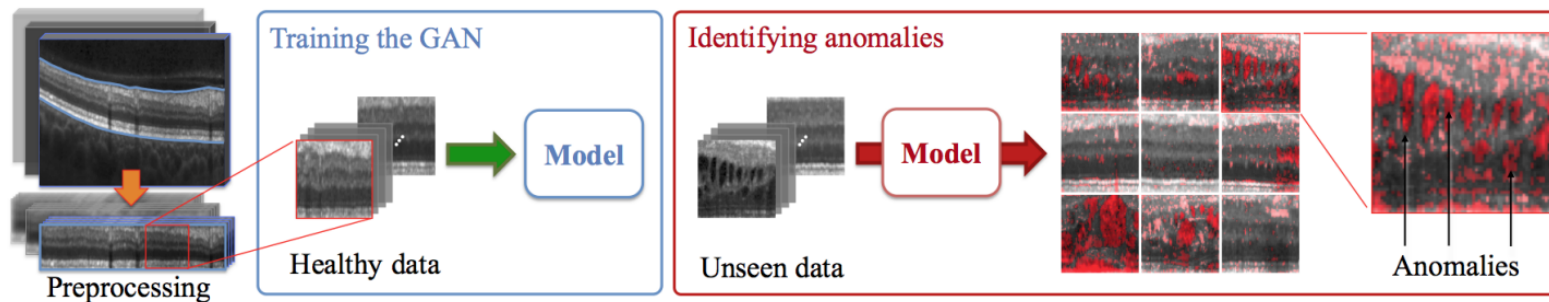 Preprocessing
Training the GAN
Healthy data
Model
Identifying anomalies
Unseen data
Model
Anomalies